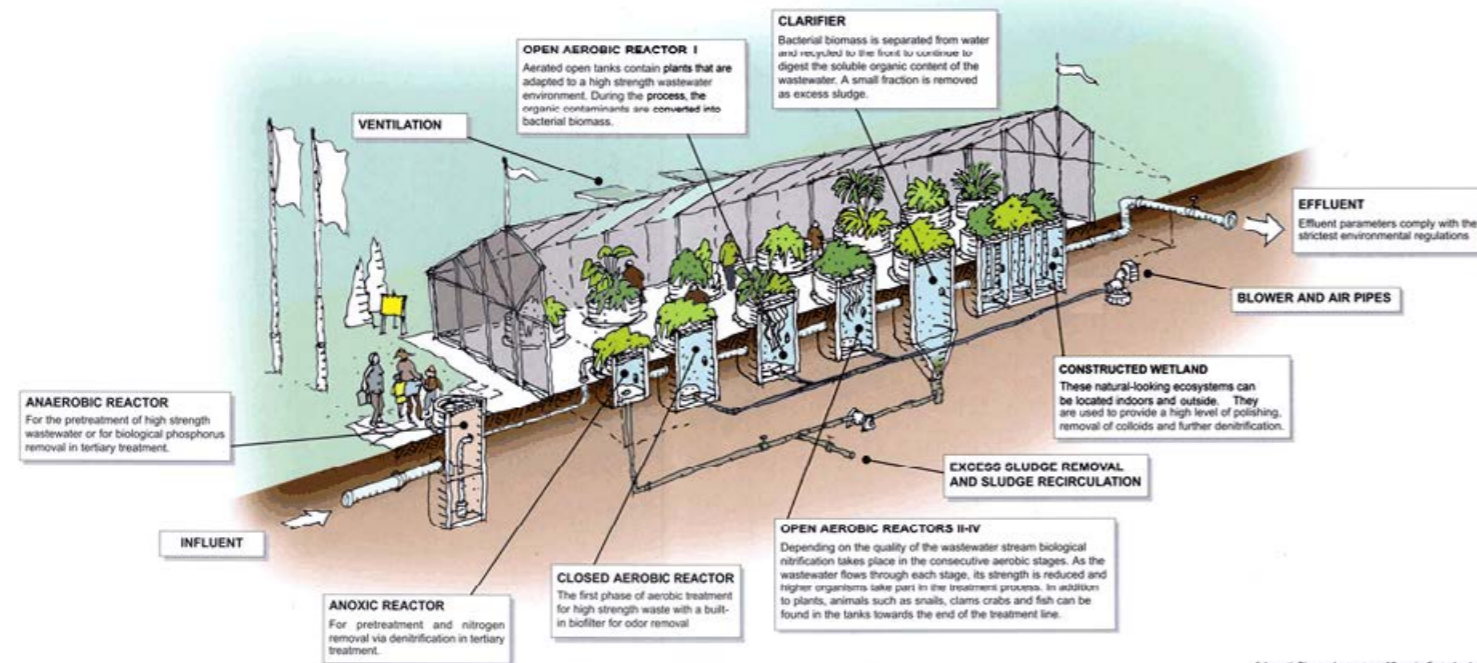 CLARIFIER
Bacterial biomass is separated from water
and recycled to the front to continue to
digest the soluble organic content of the
wastewater. A small fraction is removed
as excess sludge.
OPEN AEROBIC REACTOR I
Aerated open tanks contain plants that are
adapted to a high strength wastewater
environment. During the process, the
organic contaminants are converted into
bacterial biomass.
VENTILATION
EFFLUENT
Effluent parameters comply with the
strictest environmental regulations
BLOWER AND AIR PIPES
CONSTRUCTED WETLAND
These natural-looking ecosystems can
be located indoors and outside. They
are used to provide a high level of polishing,
removal of colloids and further denitrification.
ANAEROBIC REACTOR
For the pretreatment of high strength
wastewater or for biological phosphorus
removal in tertiary treatment.
EXCESS SLUDGE REMOVAL
AND SLUDGE RECIRCULATION
INFLUENT
OPEN AEROBIC REACTORS II-IV
Depending on the quality of the wastewater stream biological
nitrification takes place in the consecutive aerobic stages. As the
wastewater flows through each stage, its strength is reduced and
higher organisms take part in the treatment process. In addition
to plants, animals such as snails, clams crabs and fish can be
found in the tanks towards the end of the treatment line.
CLOSED AEROBIC REACTOR
The first phase of aerobic treatment
for high strength waste with a built-
in biofilter for odor removal
ANOXIC REACTOR
For pretreatment and nitrogen
removal via denitrification in tertiary
treatment.